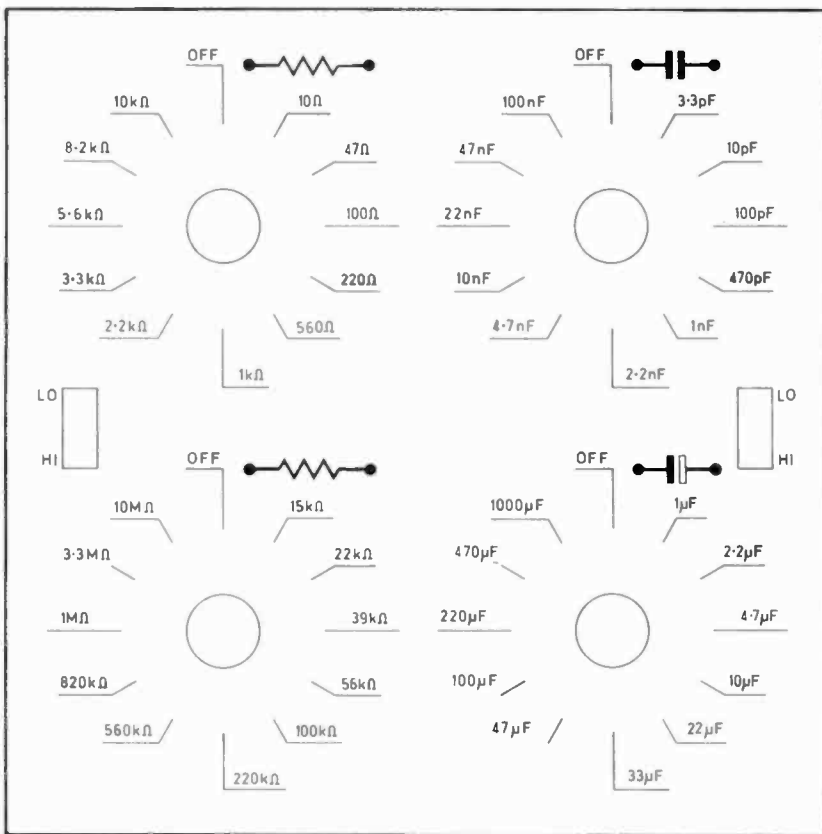 OFF
10Ω
47Ω
100Ω
220Ω
560Ω
1kΩ
2·2kΩ
3·3kΩ
5·6kΩ
8·2kΩ
10kΩ
OFF
3·3pF
10pF
100pF
470pF
1nF
2·2nF
4·7nF
10nF
22nF
47nF
100nF
LO
HI
LO
HI
OFF
15kΩ
22kΩ
39kΩ
56kΩ
100kΩ
220kΩ
560kΩ
820kΩ
1MΩ
3·3MΩ
10MΩ
OFF
1µF
2·2µF
4·7µF
10µF
22µF
33µF
47µF
100µF
220µF
470µF
1000µF